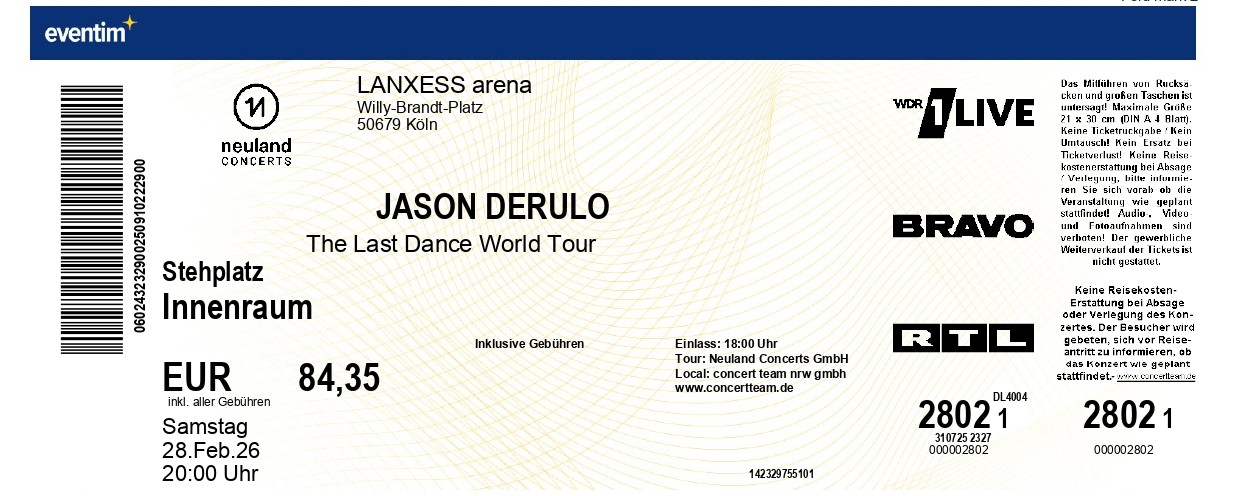 eventim
LANXESS arena
Willy-Brandt-Platz
50679 Köln
neuland
CONCERTS
JASON DERULO
The Last Dance World Tour
Stehplatz
Innenraum
Inklusive Gebühren
EUR 84,35
inkl. aller Gebühren
Samstag
28.Feb.26
20:00 Uhr
Einlass: 18:00 Uhr
Tour: Neuland Concerts GmbH
Local: concert team nrw gmbh
www.concertteam.de
142329755101
060243232900250910222900
WDR 1LIVE
BRAVO
RTL
DL4004
2802 1
310725 2327
000002802
Das Mitführen von Rucksä-
cken und großen Taschen ist
untersagt! Maximale Größe
21 x 30 cm (DIN A 4 Blatt).
Keine Ticketrückgabe / Kein
Umtausch! Kein Ersatz bei
Ticketverlust! Keine Reise-
kostenerstattung bei Absage
/ Verlegung, bitte informie-
ren Sie sich vorab ob die
Veranstaltung wie geplant
stattfindet! Audio-, Video-
und Fotoaufnahmen sind
verboten! Der gewerbliche
Weiterverkauf der Tickets ist
nicht gestattet.
Keine Reisekosten-
Erstattung bei Absage
oder Verlegung des Kon-
zertes. Der Besucher wird
gebeten, sich vor Reise-
antritt zu informieren, ob
das Konzert wie geplant
stattfindet.- www.concertteam.de
2802 1
000002802